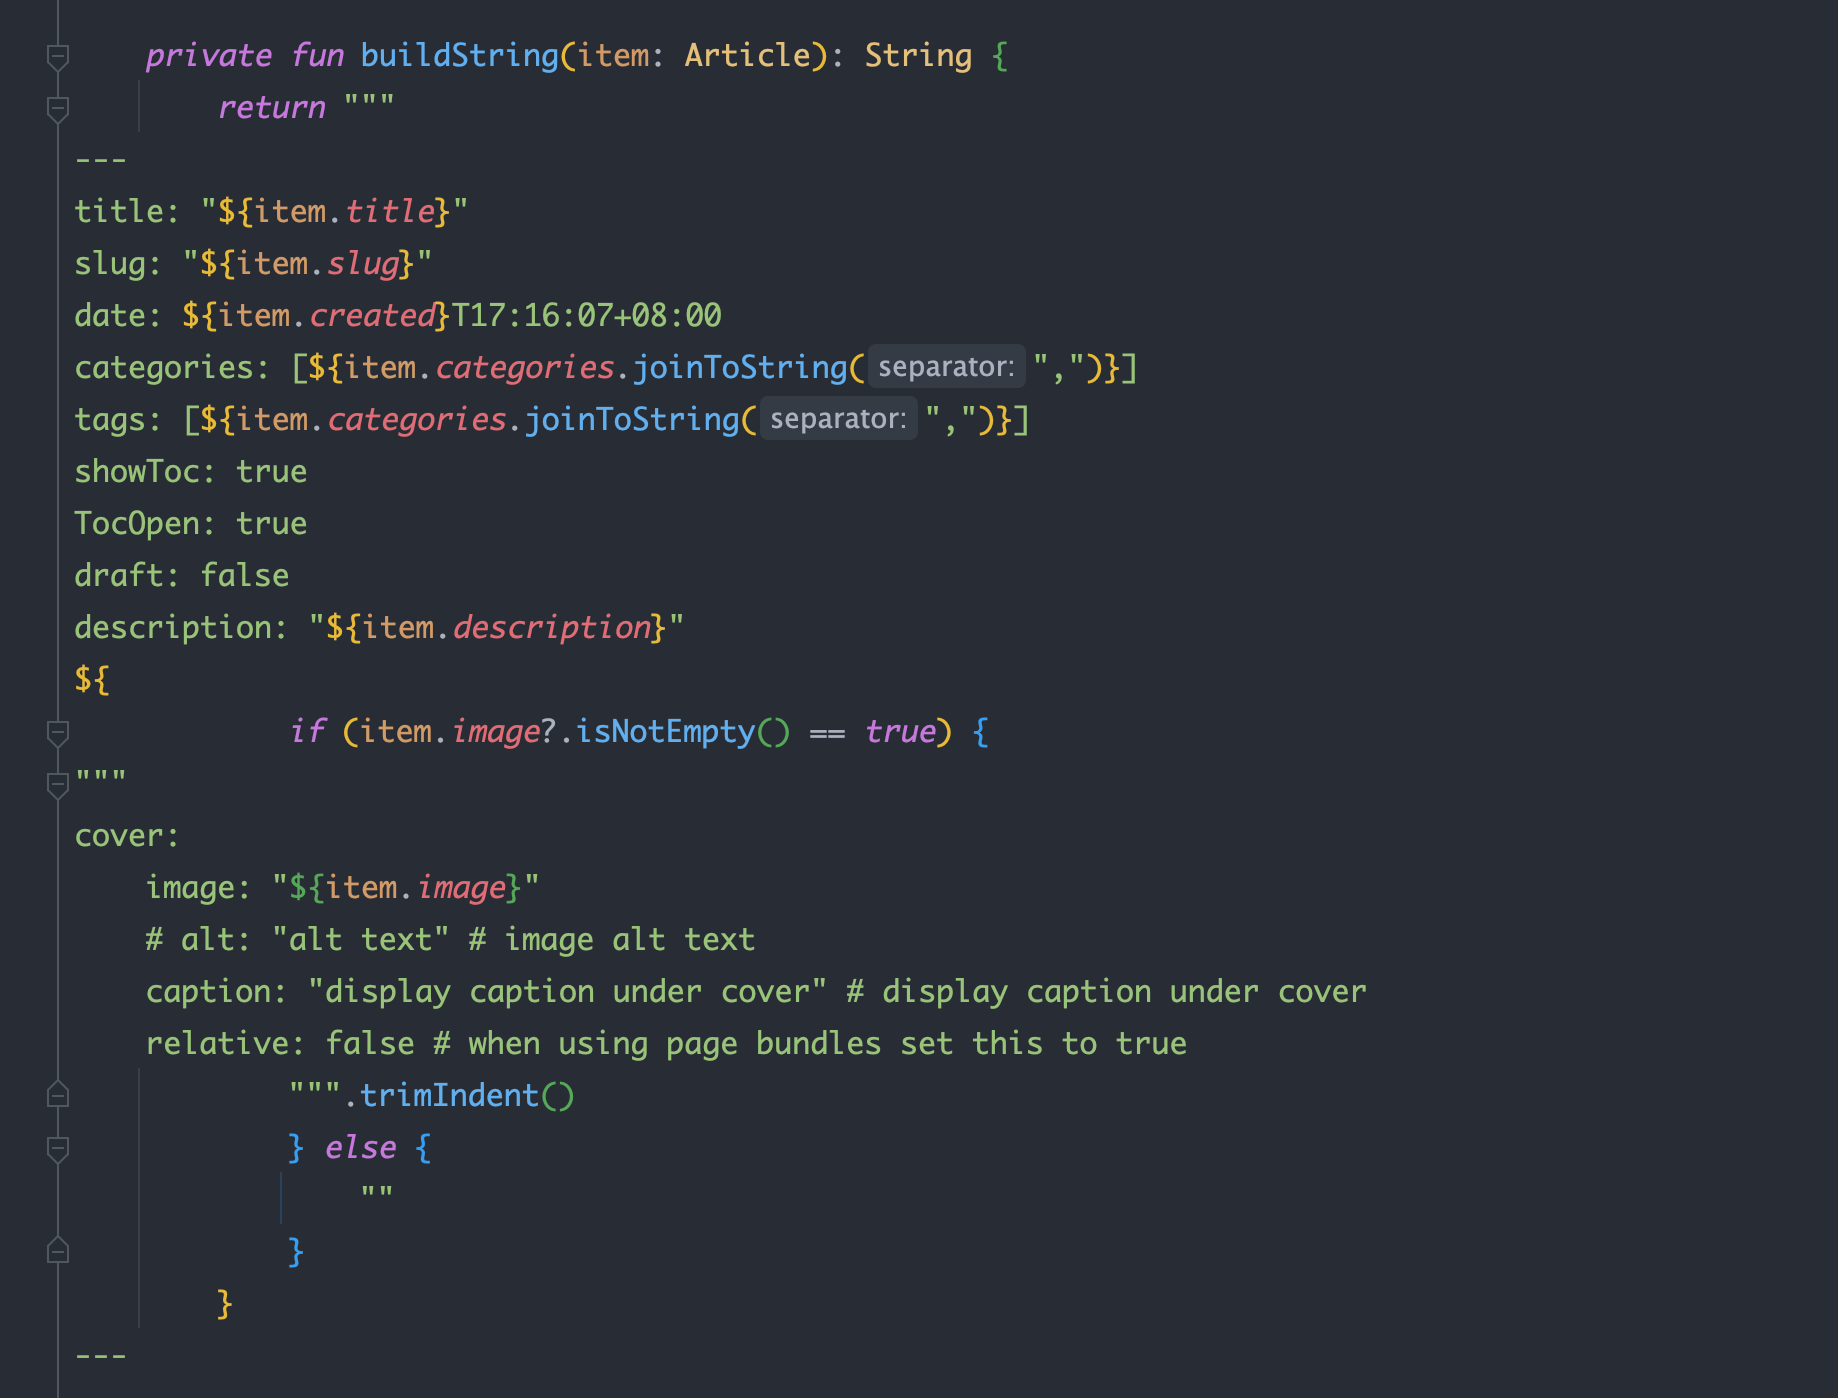 private fun buildString(item: Article): String {
return """
---
title: "${item.title}"
slug: "${item.slug}"
date: ${item.created}T17:16:07+08:00
categories: [${item.categories.joinToString( separator: ",")}]
tags: [${item.categories.joinToString( separator: ",")}]
showToc: true
TocOpen: true
draft: false
description: "${item.description}"
${
if (item.image?.isNotEmpty() == true) {
"""
cover:
image: "${item.image}"
# alt: "alt text" # image alt text
caption: "display caption under cover" # display caption under cover
relative: false # when using page bundles set this to true
""".trimIndent()
} else {
""
}
}
---